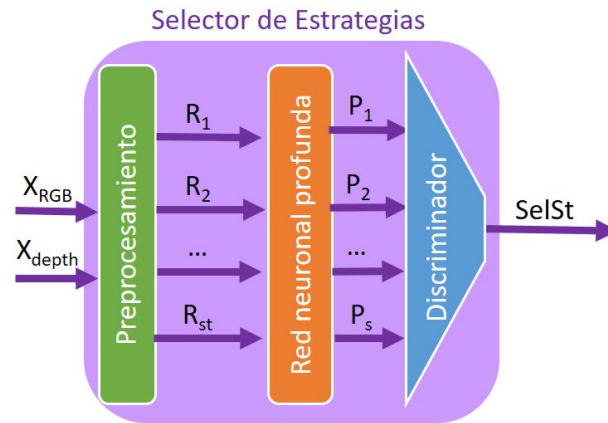 Selector de Estrategias
X_RGB
X_depth
Preprocesamiento
R_1
R_2
...
R_st
Red neuronal profunda
P_1
P_2
...
P_s
Discriminador
SelSt